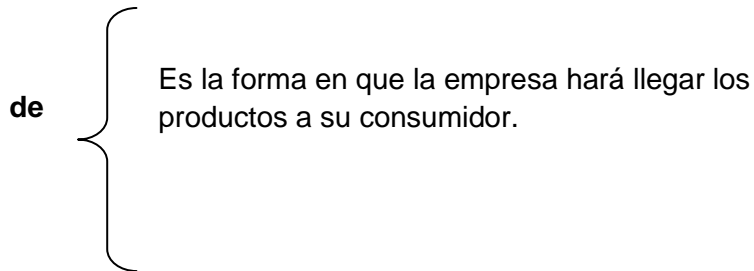 de
Es la forma en que la empresa hará llegar los
productos a su consumidor.